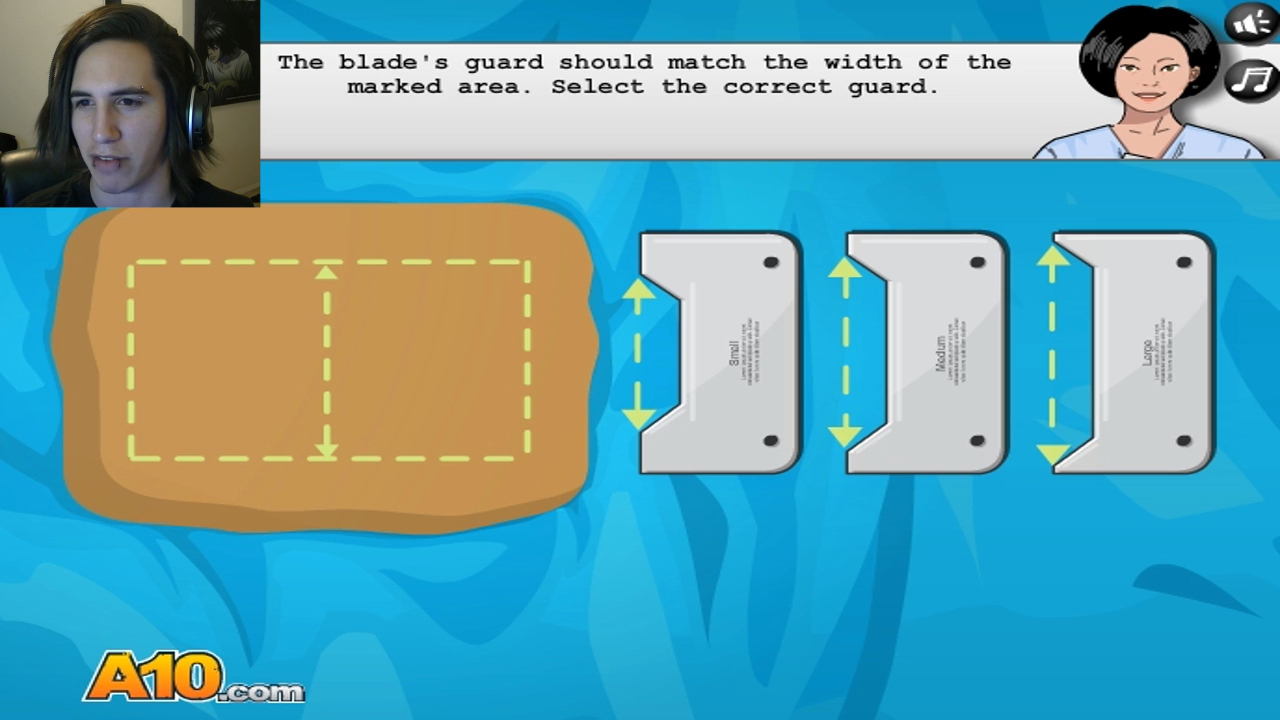 The blade's guard should match the width of the
marked area. Select the correct guard.
Small
Medium
Large
A10.com